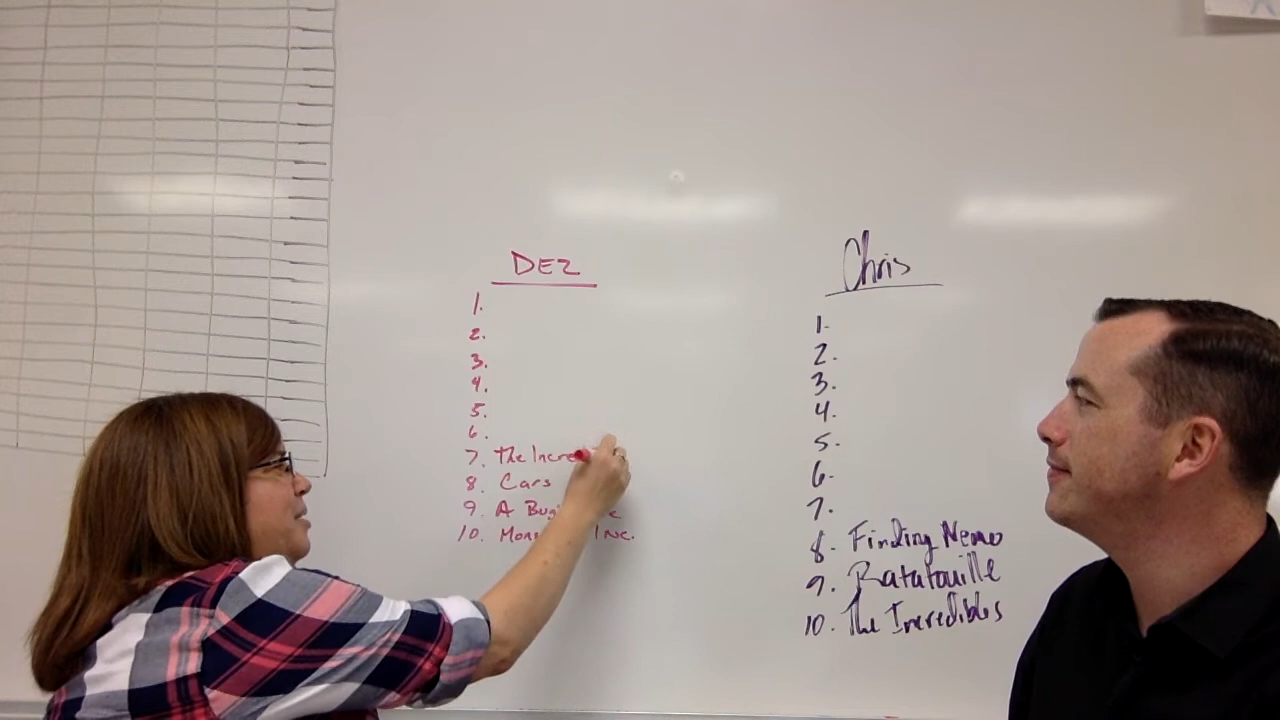 DEZ
1.
2.
3.
4.
5.
6.
7. The Incre
8. Cars
9. A Bug
10. Mon Inc.
Chris
1.
2.
3.
4.
5.
6.
7.
8. Finding Nemo
9. Ratatouille
10. The Incredibles